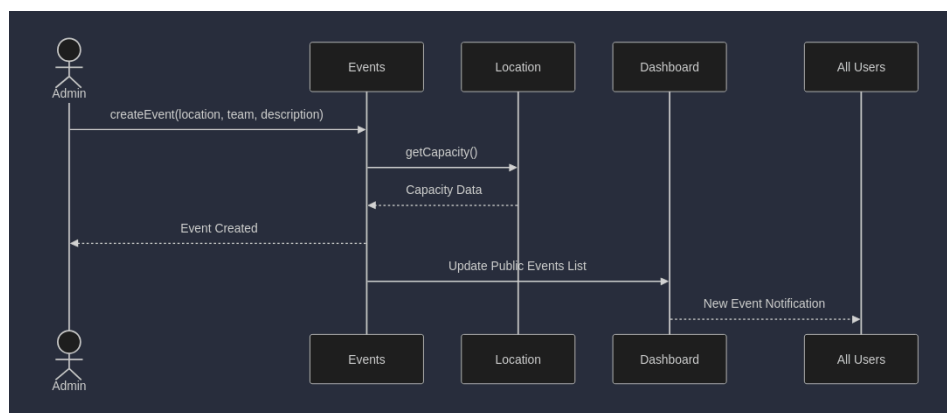 Events
Location
Dashboard
All Users
Admin
createEvent(location, team, description)
getCapacity()
Capacity Data
Event Created
Update Public Events List
New Event Notification
Events
Location
Dashboard
All Users
Admin